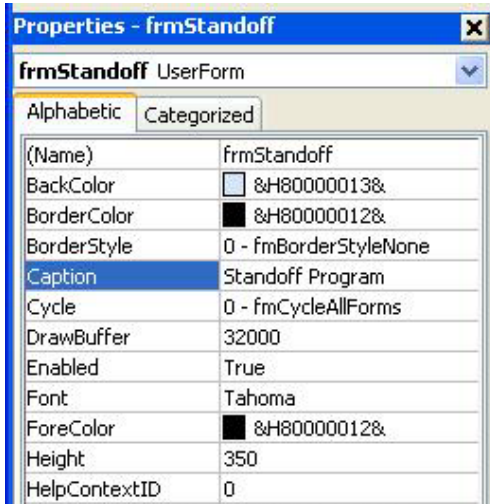 Properties - frmStandoff
frmStandoff UserForm
Alphabetic Categorized
(Name) frmStandoff
BackColor &H80000013&
BorderColor &H80000012&
BorderStyle 0 - fmBorderStyleNone
Caption Standoff Program
Cycle 0 - fmCycleAllForms
DrawBuffer 32000
Enabled True
Font Tahoma
ForeColor &H80000012&
Height 350
HelpContextID 0